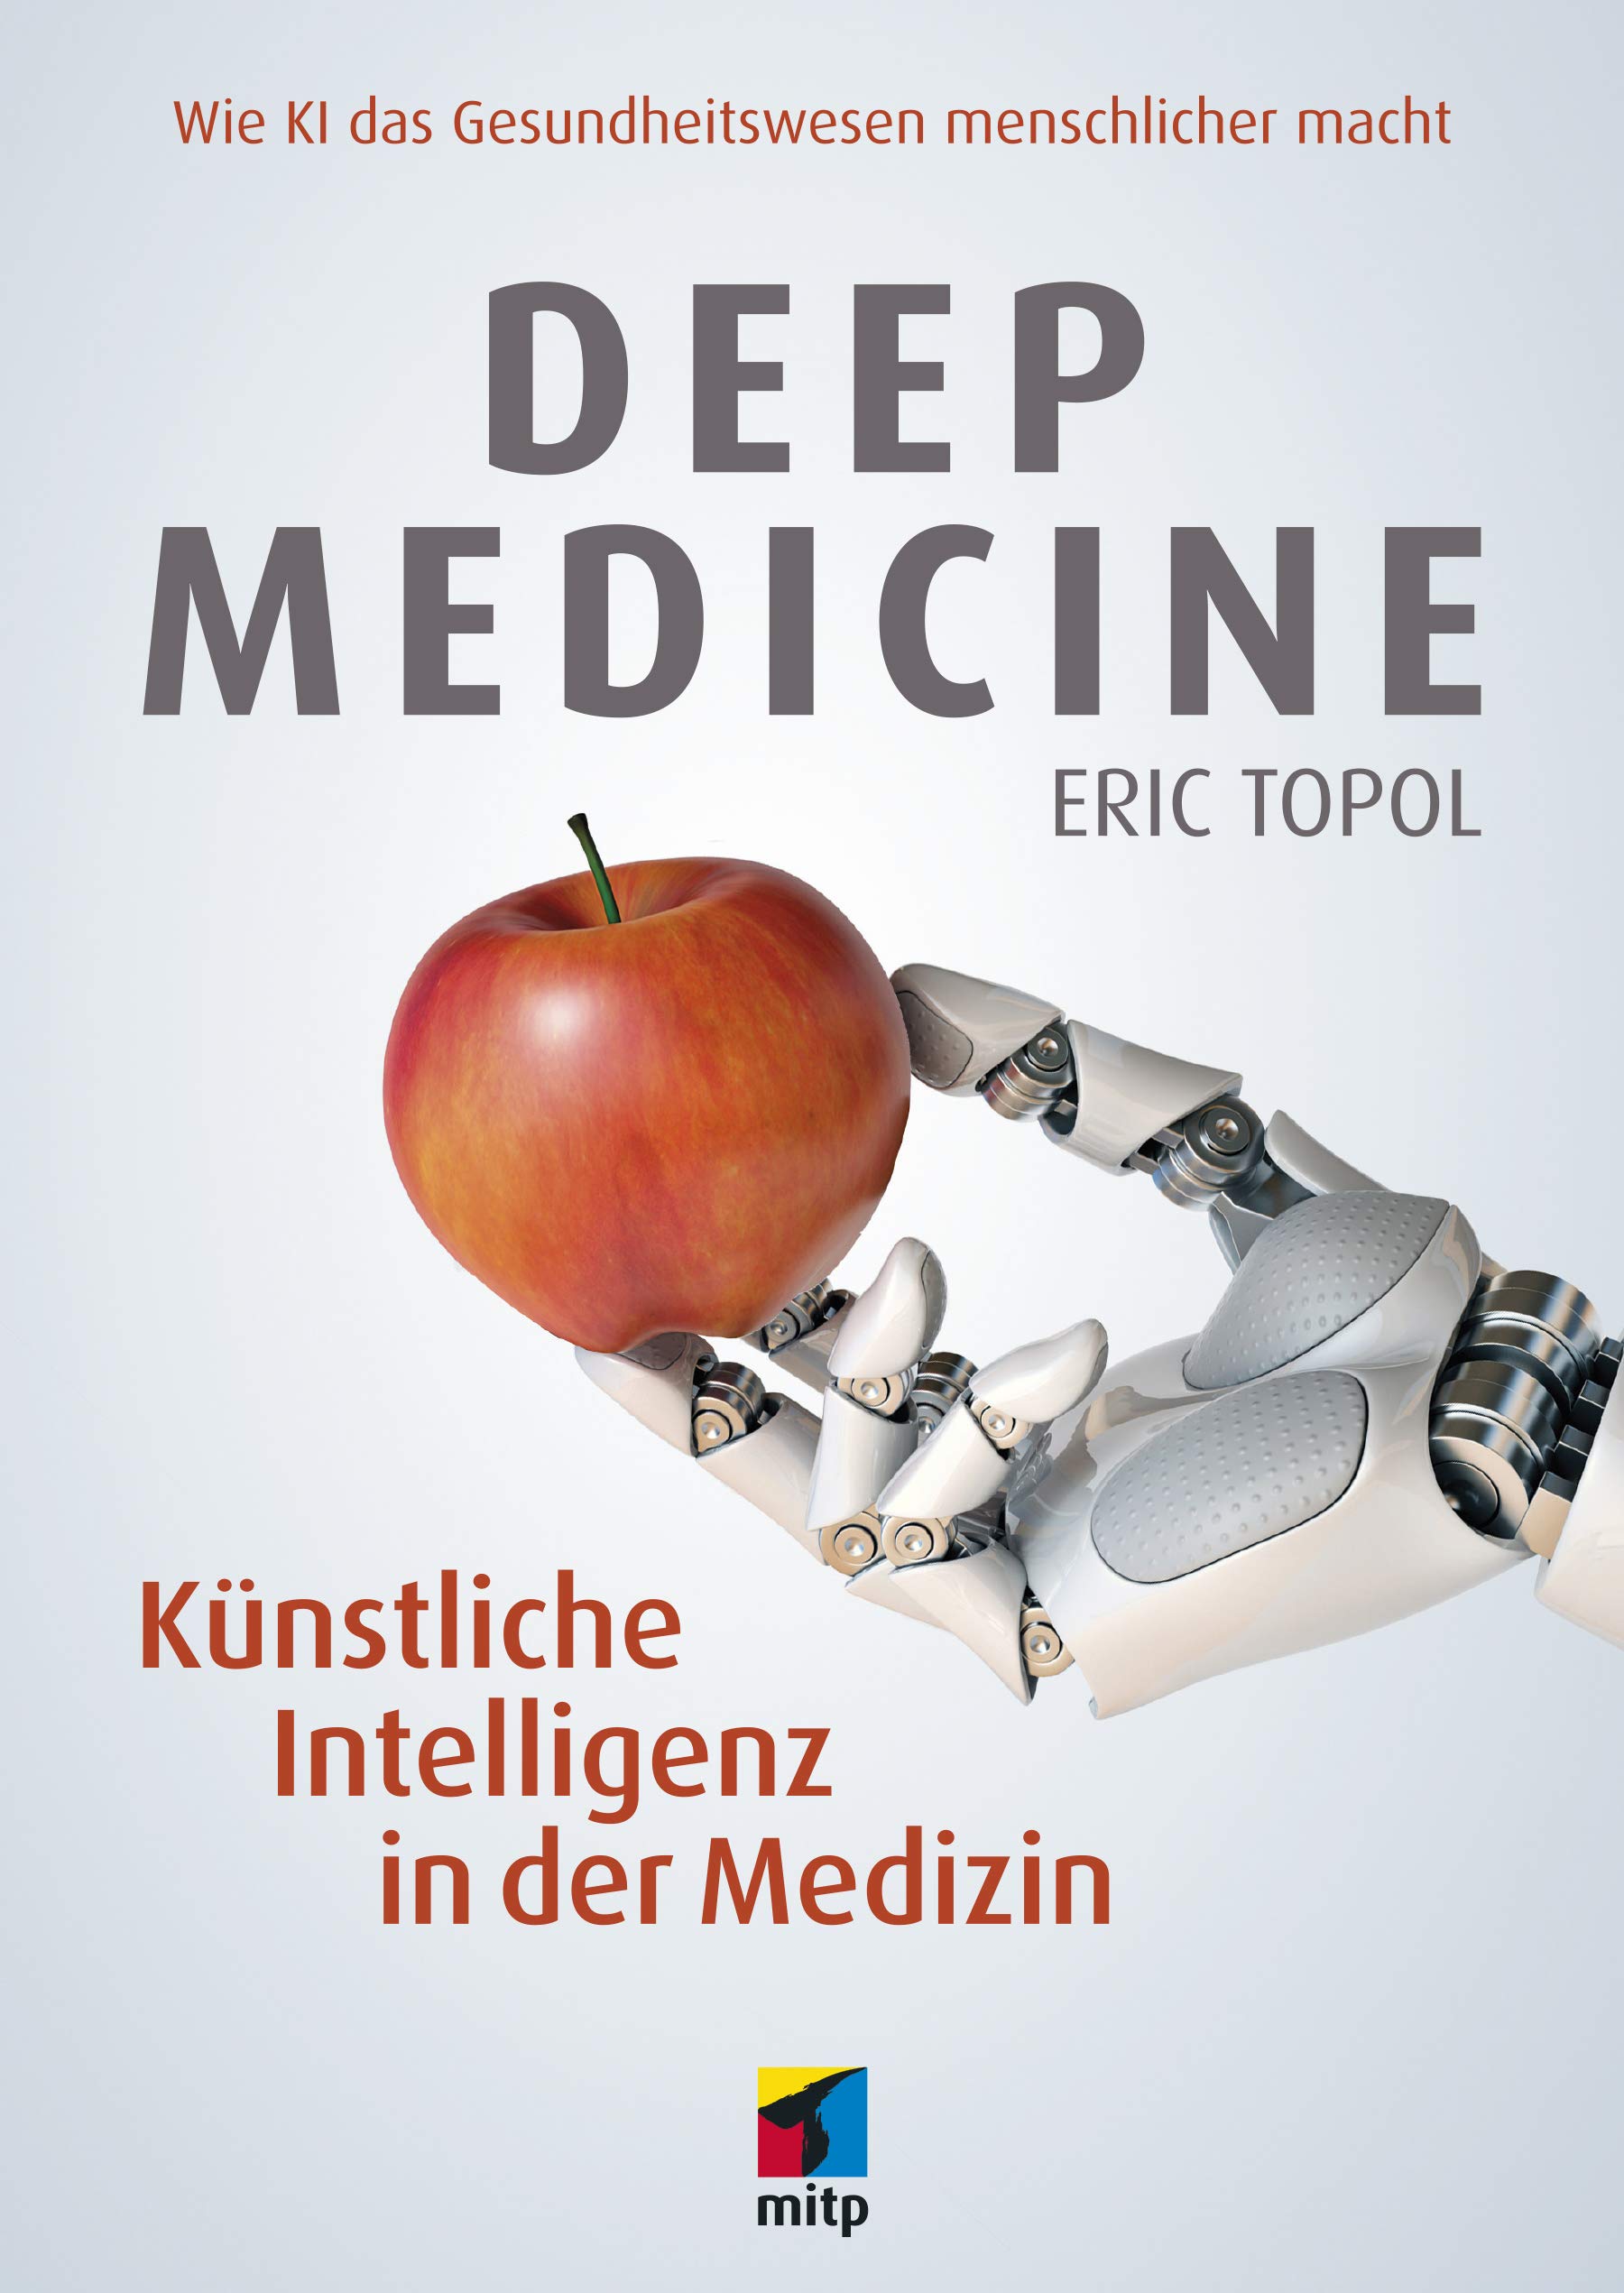 Wie KI das Gesundheitswesen menschlicher macht
DEEP
MEDICINE
ERIC TOPOL
Künstliche
Intelligenz
in der Medizin
mitp